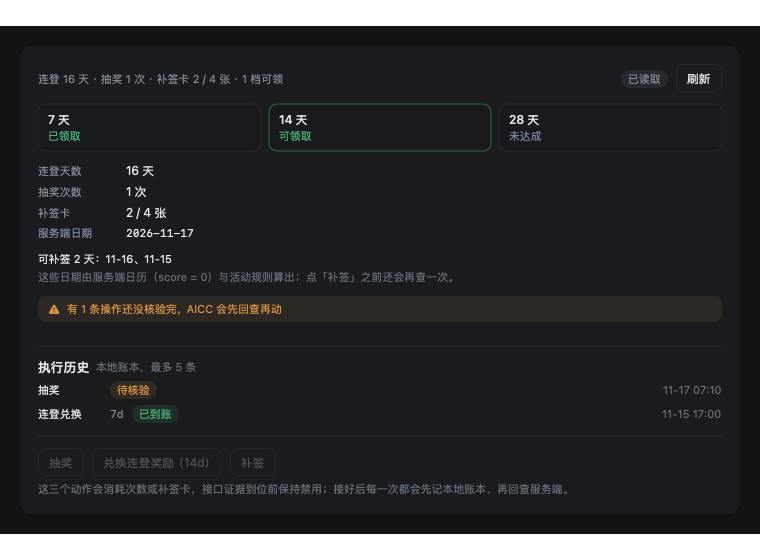 连登 16 天 · 抽奖 1 次 · 补签卡 2 / 4 张 · 1 档可领 已读取 刷新
7 天 14 天 28 天
已领取 可领取 未达成
连登天数 16 天
抽奖次数 1 次
补签卡 2 / 4 张
服务端日期 2026-11-17
可补签 2 天：11-16、11-15
这些日期由服务端日历（score = 0）与活动规则算出；点「补签」之前还会再查一次。
有 1 条操作还没核验完，AICC 会先回查再动
执行历史 本地账本，最多 5 条
抽奖 待核验 11-17 07:10
连登兑换 7d 已到账 11-15 17:00
抽奖 兑换连登奖励（14d） 补签
这三个动作会消耗次数或补签卡，接口证据到位前保持禁用；接好后每一次都会先记本地账本、再回查服务端。